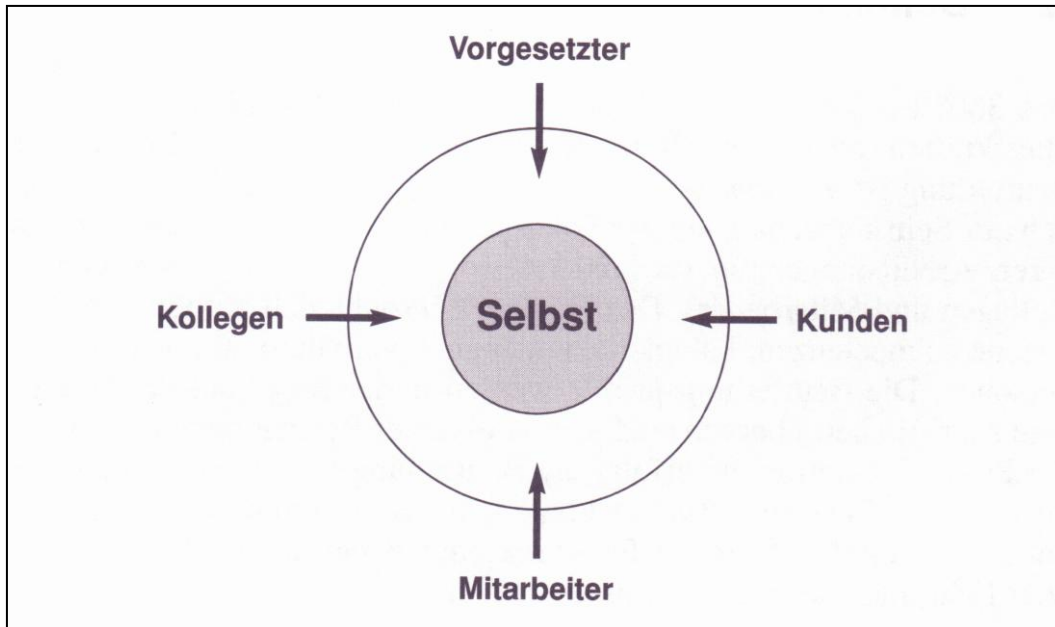 Vorgesetzter
Kollegen
Selbst
Kunden
Mitarbeiter